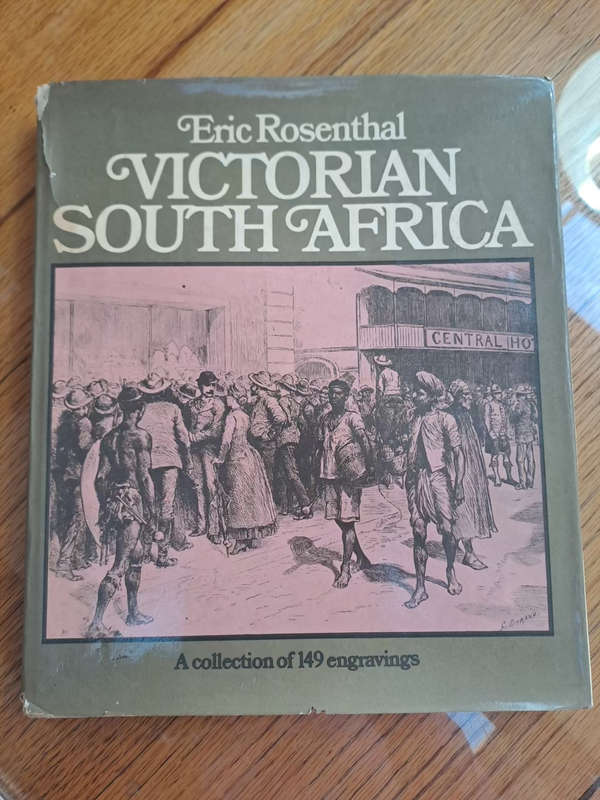 Eric Rosenthal
VICTORIAN
SOUTH AFRICA
CENTRAL HO
A collection of 149 engravings